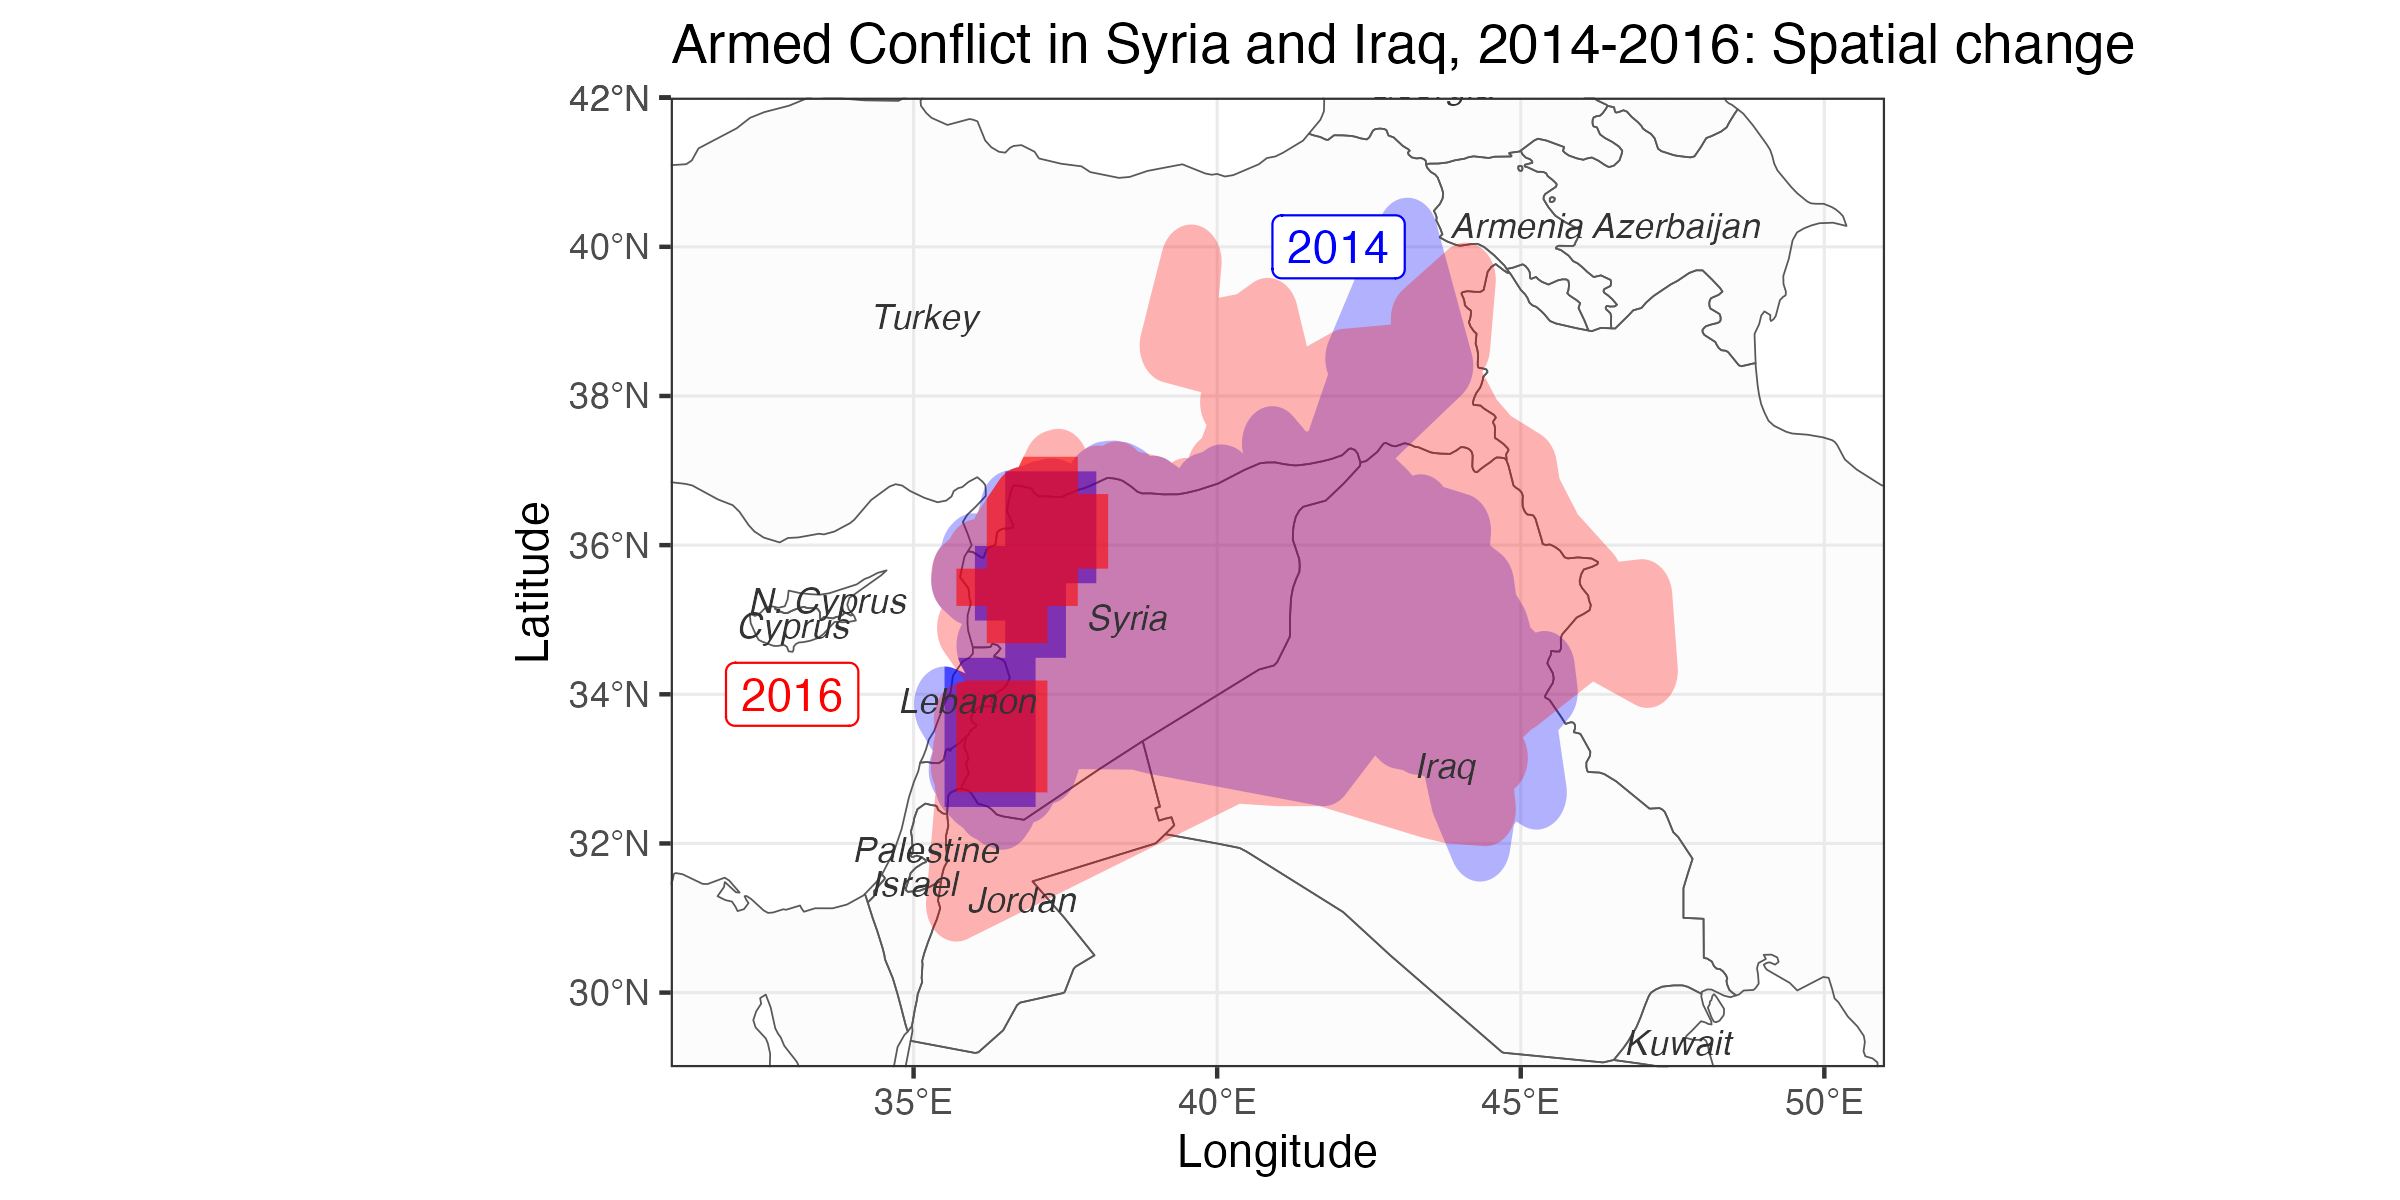 Armed Conflict in Syria and Iraq, 2014-2016: Spatial change
42°N
40°N
38°N
36°N
34°N
32°N
30°N
Latitude
Armenia
Azerbaijan
2014
Turkey
N. Cyprus
Cyprus
Syria
2016
Lebanon
Iraq
Palestine
Israel
Jordan
Kuwait
35°E
40°E
45°E
50°E
Longitude